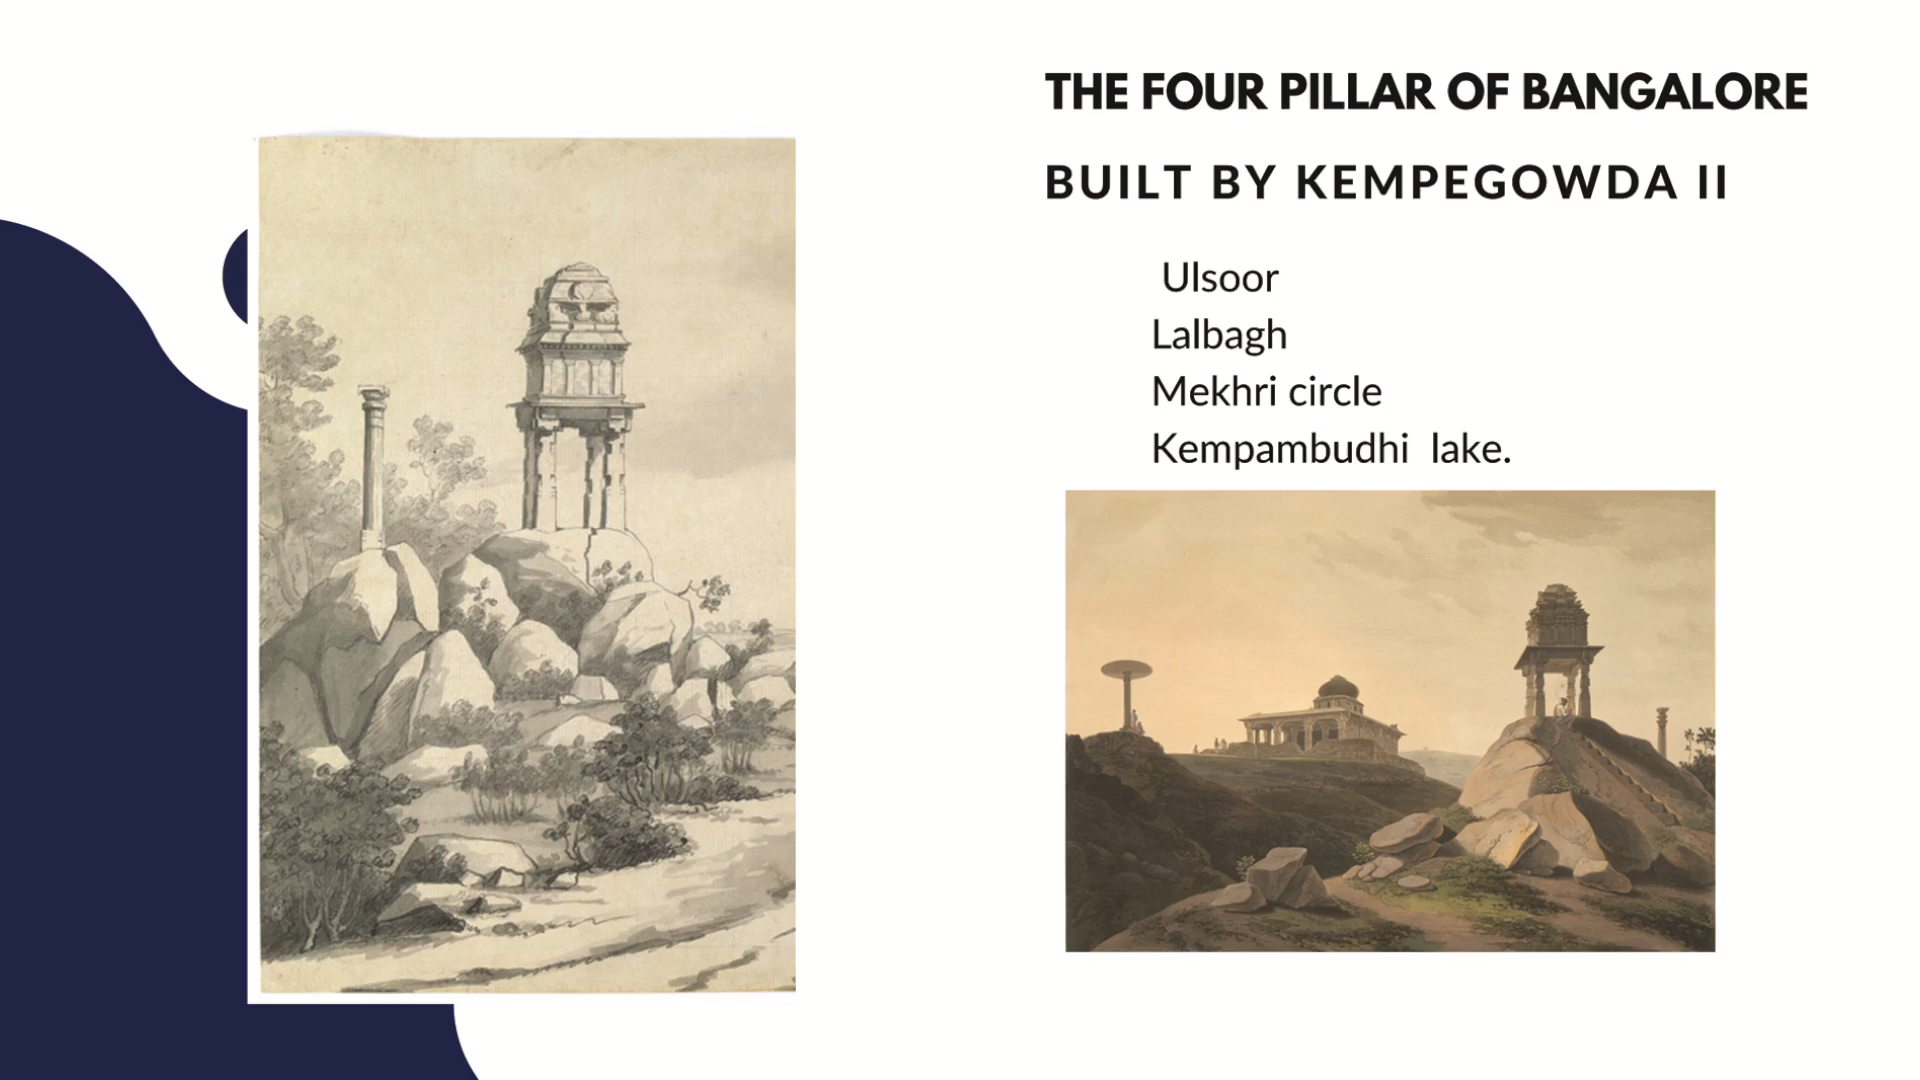 THE FOUR PILLAR OF BANGALORE
BUILT BY KEMPEGOWDA II
Ulsoor
Lalbagh
Mekhri circle
Kempambudhi lake.